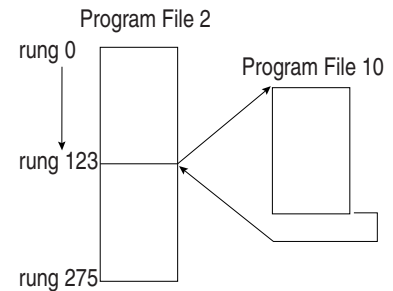 Program File 2
rung 0
Program File 10
rung 123
rung 275